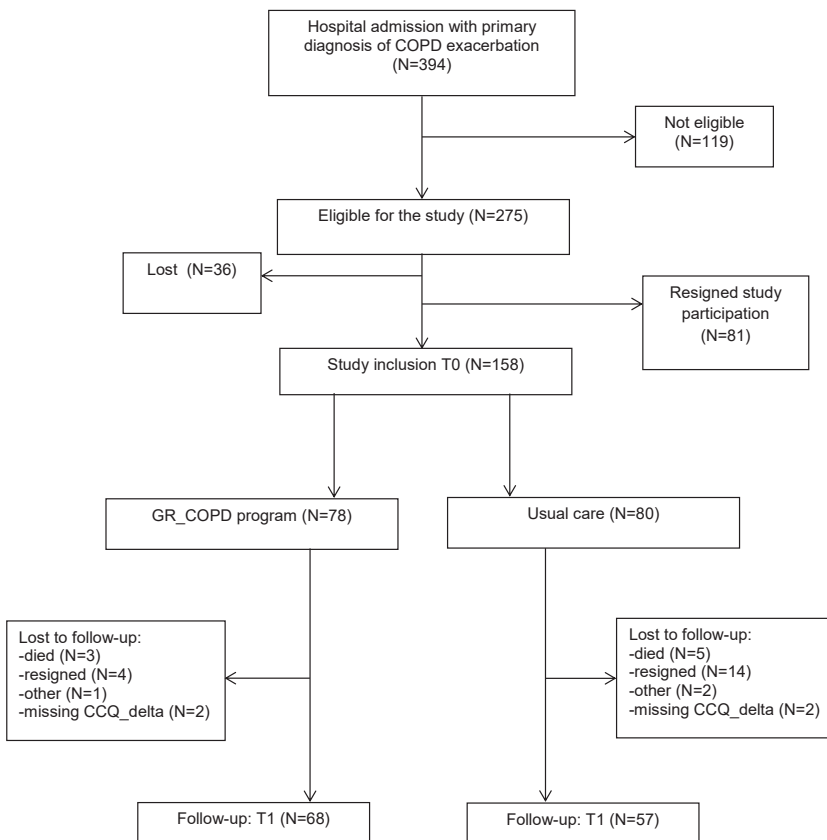 Hospital admission with primary
diagnosis of COPD exacerbation
(N=394)
Not eligible
(N=119)
Eligible for the study (N=275)
Lost  (N=36)
Resigned study
participation
(N=81)
Study inclusion T0 (N=158)
GR_COPD program (N=78)
Usual care (N=80)
Lost to follow-up:
-died (N=3)
-resigned (N=4)
-other (N=1)
-missing CCQ_delta (N=2)
Lost to follow-up:
-died (N=5)
-resigned (N=14)
-other (N=2)
-missing CCQ_delta (N=2)
Follow-up: T1 (N=68)
Follow-up: T1 (N=57)